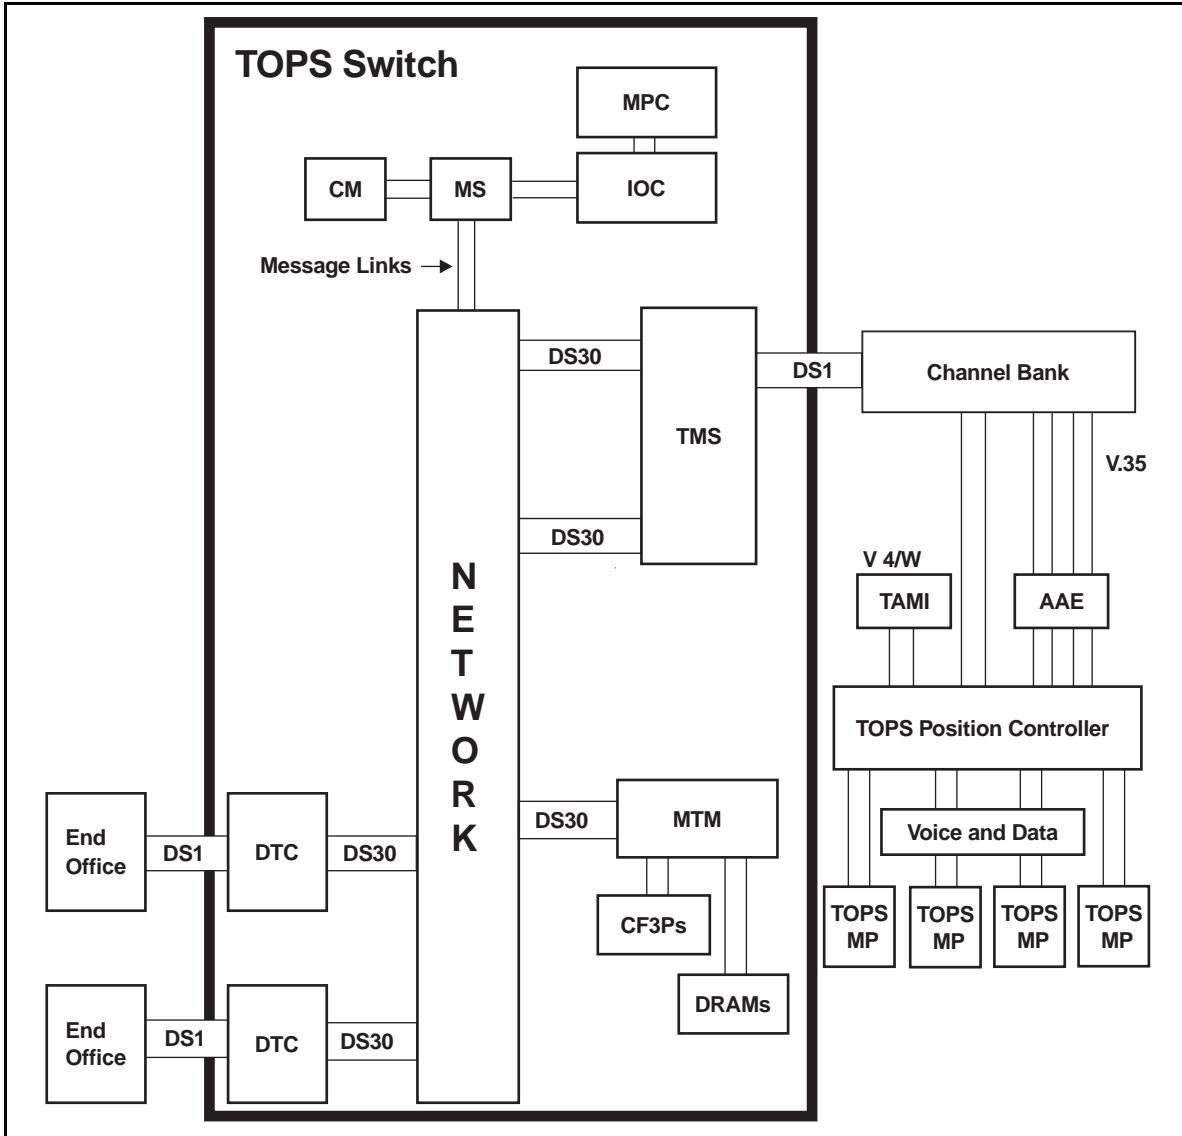 TOPS Switch
MPC
CM
MS
IOC
Message Links
DS30
TMS
DS1
Channel Bank
V.35
DS30
V 4/W
TAMI
AAE
NETWORK
TOPS Position Controller
DS30
MTM
Voice and Data
End
Office
DS1
DTC
DS30
CF3Ps
TOPS
MP
TOPS
MP
TOPS
MP
TOPS
MP
DRAMs
End
Office
DS1
DTC
DS30